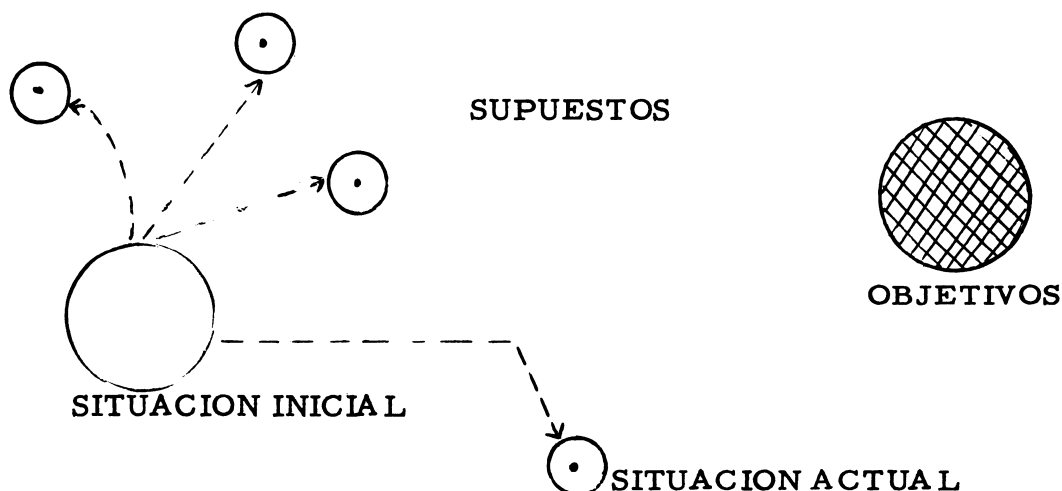 SUPUESTOS
OBJETIVOS
SITUACION INICIAL
SITUACION ACTUAL